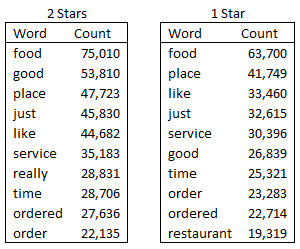 2 Stars
Word Count
food 75,010
good 53,810
place 47,723
just 45,830
like 44,682
service 35,183
really 28,831
time 28,706
ordered 27,636
order 22,135
1 Star
Word Count
food 63,700
place 41,749
like 33,460
just 32,615
service 30,396
good 26,839
time 25,321
order 23,283
ordered 22,714
restaurant 19,319